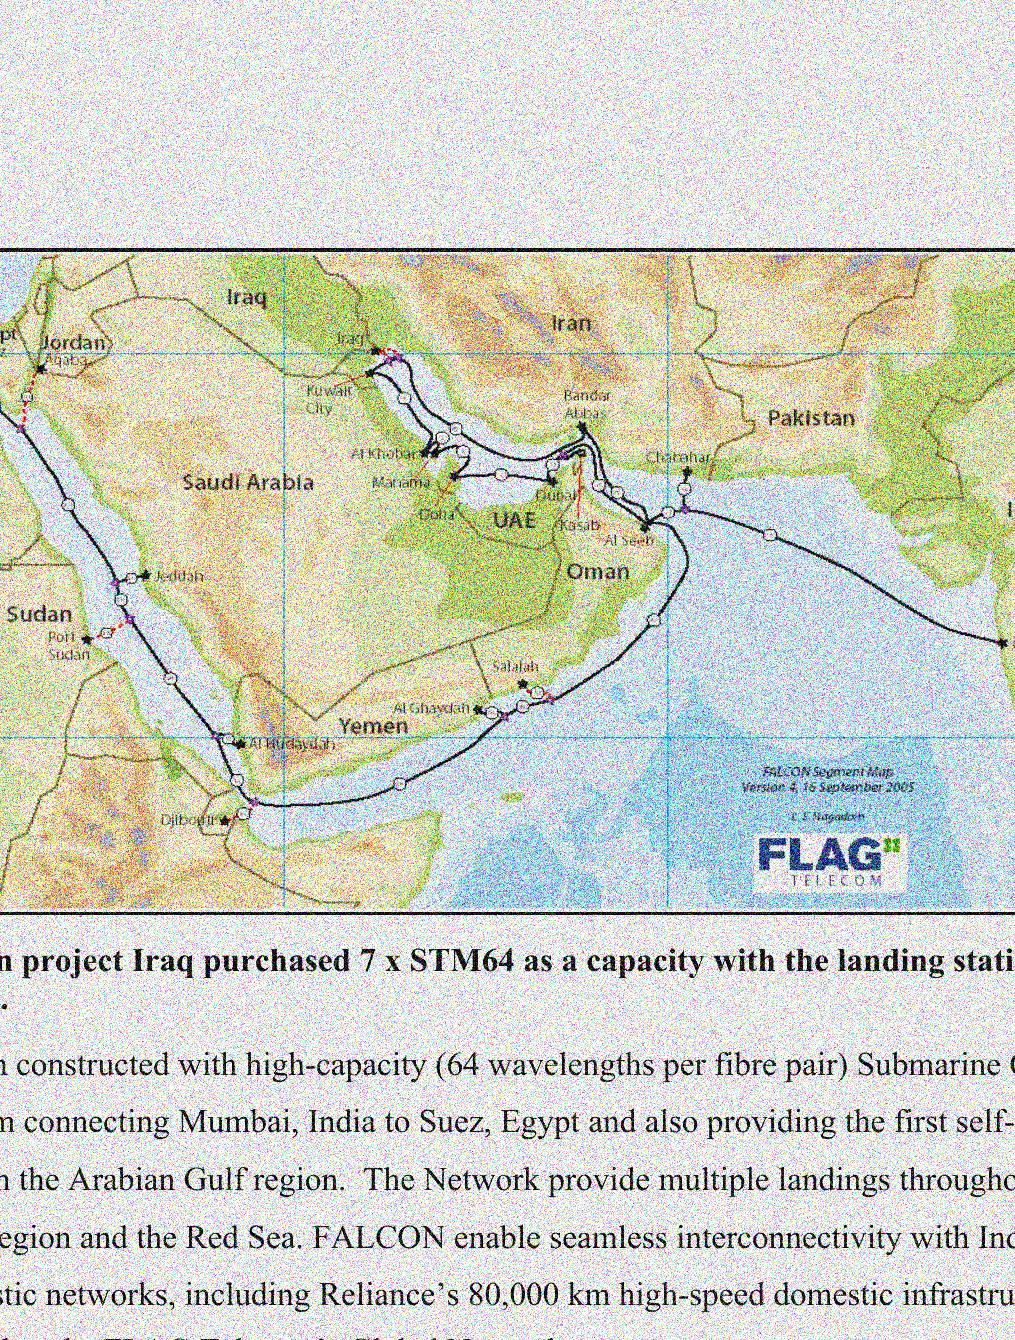 Iraq
Iran
Iraq
pt
Jordan
Aqaba
Kuwait
City
Bandar
Abbas
Pakistan
Al Khobar
Chabahar
Saudi Arabia
Manama
Dubai
Doha
UAE
Kasab
Al Seeb
Oman
Jeddah
Sudan
Port
Sudan
Salalah
Al Ghaydah
Yemen
Al Hudaydah
FALCON Segment Map
Version 4, 16 September 2005
Djibouti
FLAG
TELECOM
n project Iraq purchased 7 x STM64 as a capacity with the landing stati
.
n constructed with high-capacity (64 wavelengths per fibre pair) Submarine C
m connecting Mumbai, India to Suez, Egypt and also providing the first self-
n the Arabian Gulf region. The Network provide multiple landings througho
egion and the Red Sea. FALCON enable seamless interconnectivity with Ind
stic networks, including Reliance's 80,000 km high-speed domestic infrastru